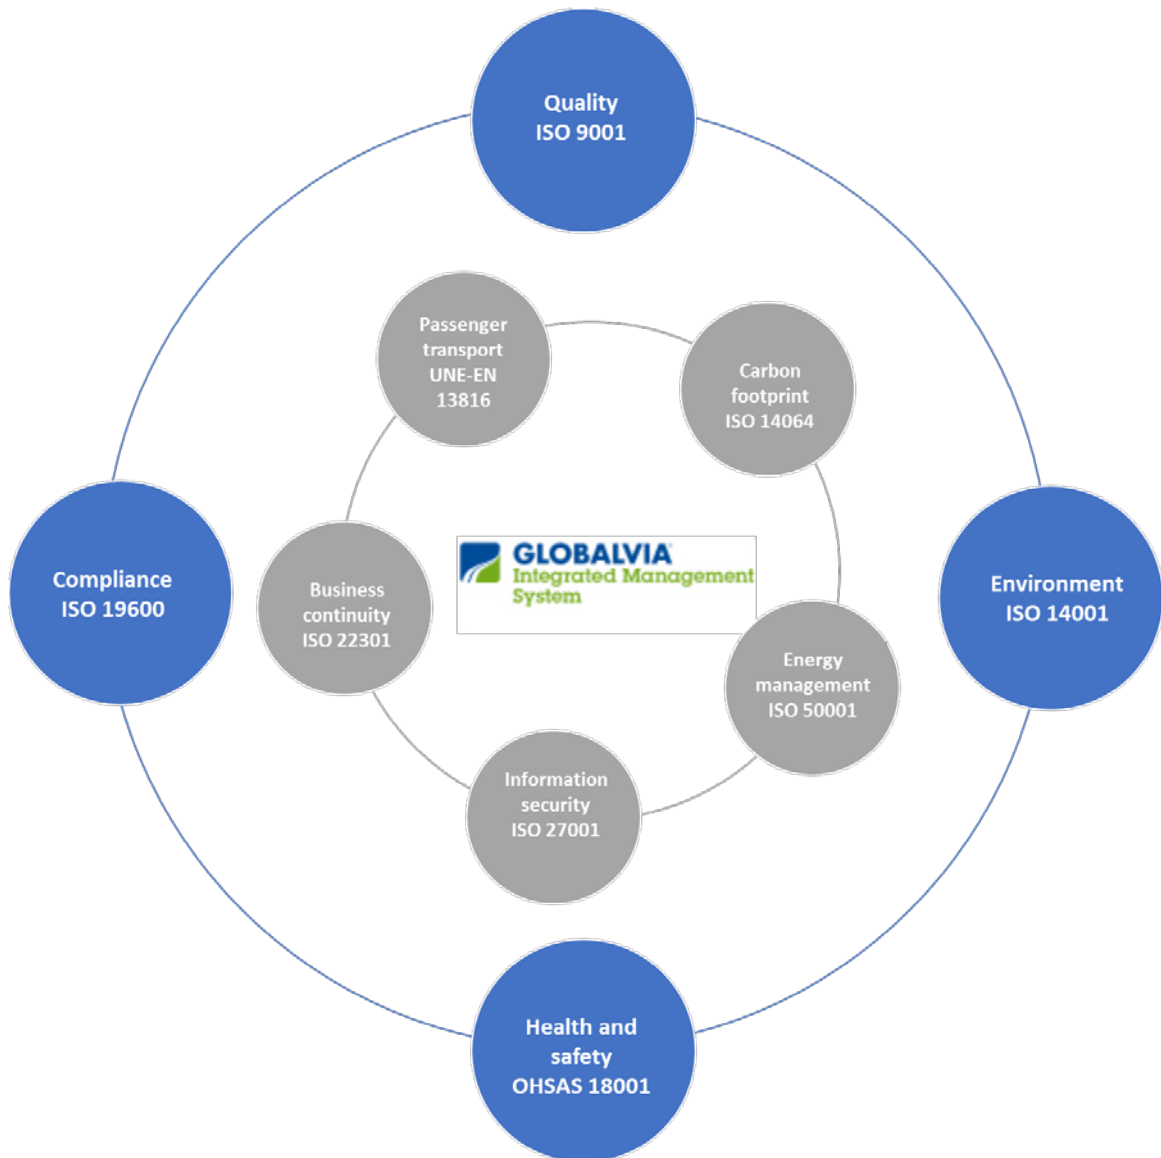 Quality
ISO 9001
Passenger
transport
UNE-EN
13816
Carbon
footprint
ISO 14064
GLOBALVIA
Integrated Management
System
Compliance
ISO 19600
Business
continuity
ISO 22301
Environment
ISO 14001
Energy
management
ISO 50001
Information
security
ISO 27001
Health and
safety
OHSAS 18001